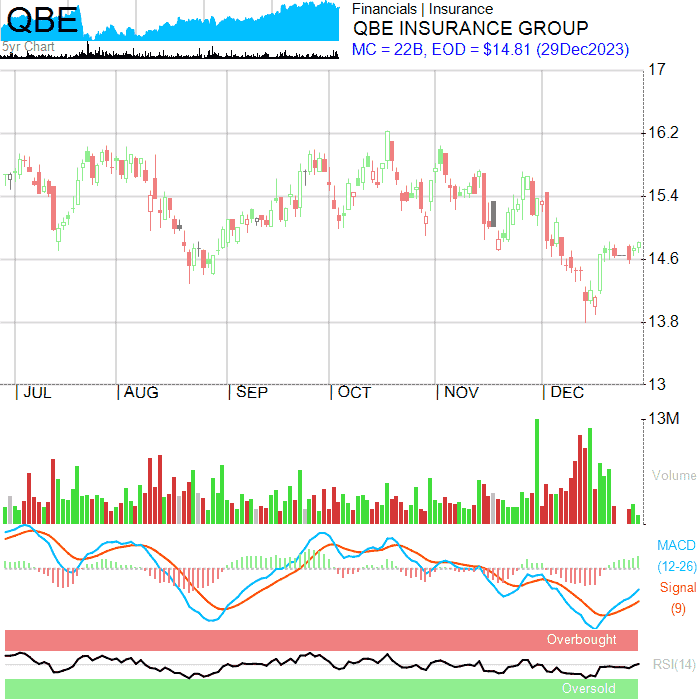 QBE
5yr Chart
Financials | Insurance
QBE INSURANCE GROUP
MC = 22B, EOD = $14.81 (29Dec2023)
17
16.2
15.4
14.6
13.8
13
| JUL | AUG | SEP | OCT | NOV | DEC
13M
Volume
MACD
(12-26)
Signal
(9)
Overbought
RSI(14)
Oversold